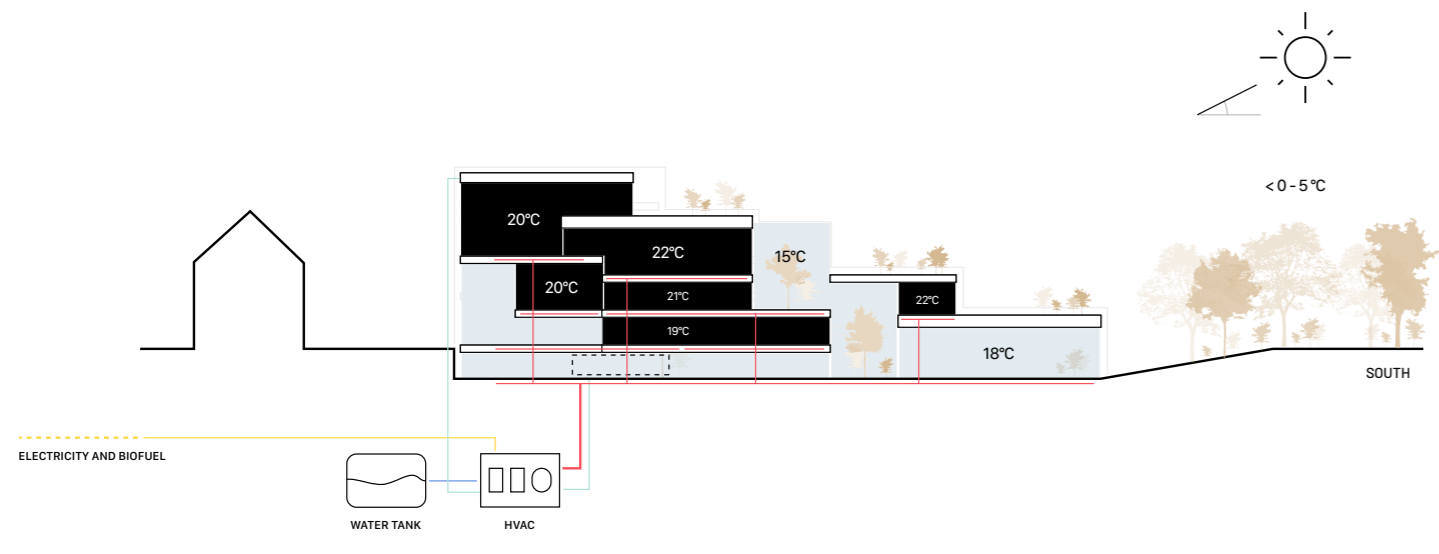 < 0 - 5 °C
20°C
22°C
15°C
20°C
21°C
22°C
19°C
18°C
SOUTH
ELECTRICITY AND BIOFUEL
WATER TANK
HVAC